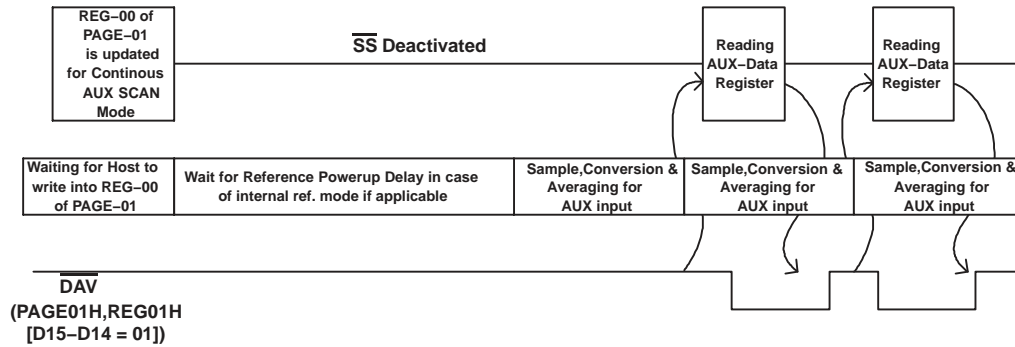 REG–00 of
PAGE–01
is updated
for Continous
AUX SCAN
Mode
SS Deactivated
Reading
AUX–Data
Register
Reading
AUX–Data
Register
Waiting for Host to
write into REG–00
of PAGE–01
Wait for Reference Powerup Delay in case
of internal ref. mode if applicable
Sample,Conversion &
Averaging for
AUX input
Sample,Conversion &
Averaging for
AUX input
Sample,Conversion &
Averaging for
AUX input
DAV
(PAGE01H,REG01H
[D15–D14 = 01])